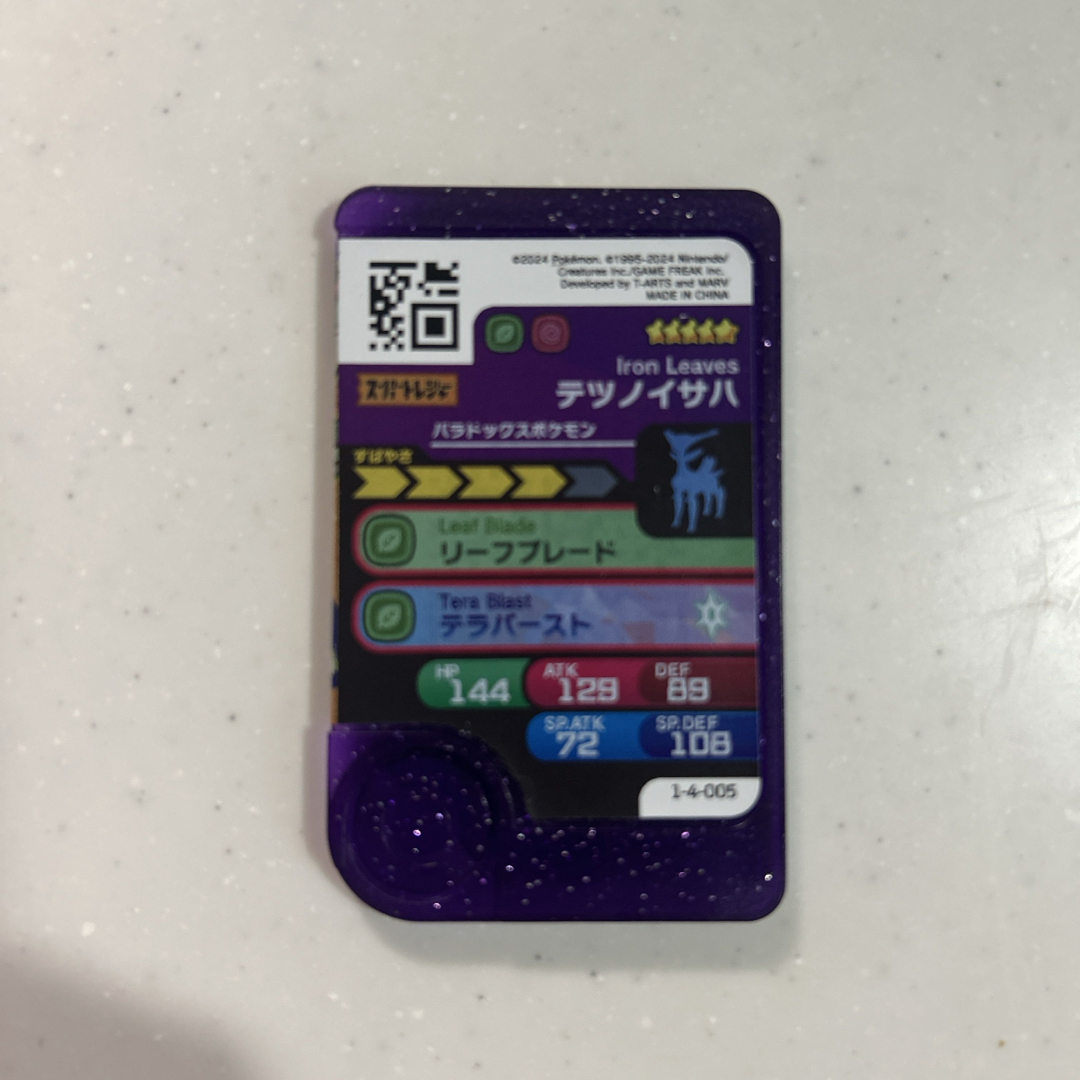 ©2024 Pokémon. ©1995-2024 Nintendo/
Creatures Inc./GAME FREAK inc.
Developed by T-ARTS and MARV
MADE IN CHINA
Iron Leaves
テツノイサハ
スーパートレジャー
パラドックスポケモン
すばやさ
Leaf Blade
リーフブレード
Tera Blast
テラバースト
HP 144 ATK 129 DEF 89
SP.ATK 72 SP.DEF 108
1-4-005